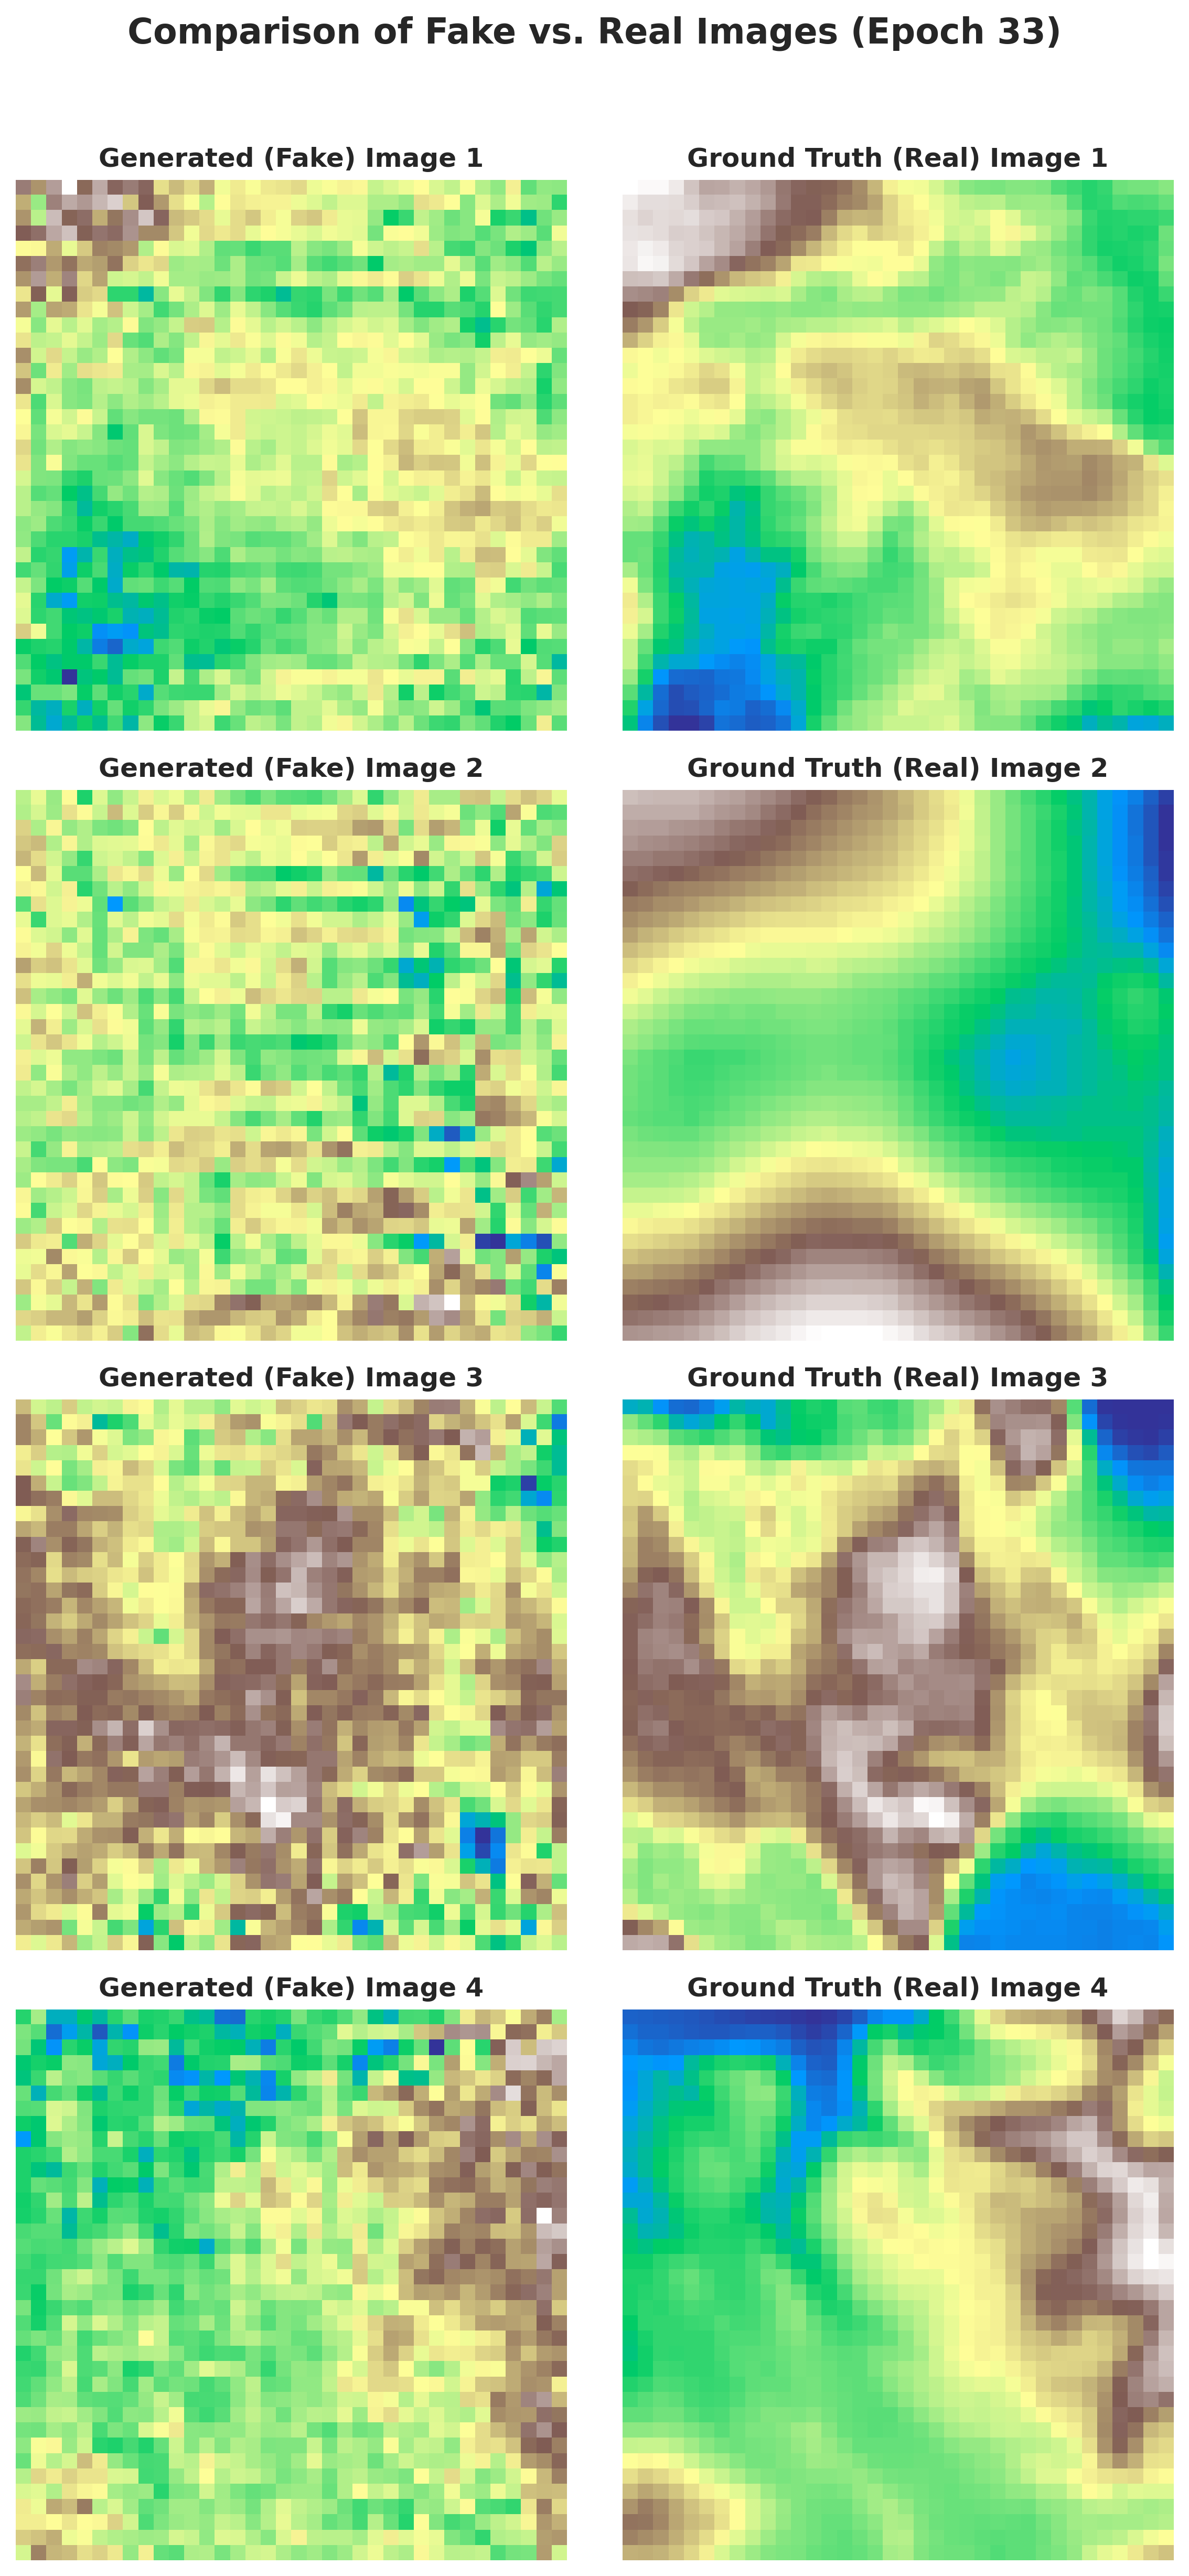 Comparison of Fake vs. Real Images (Epoch 33)
Generated (Fake) Image 1
Ground Truth (Real) Image 1
Generated (Fake) Image 2
Ground Truth (Real) Image 2
Generated (Fake) Image 3
Ground Truth (Real) Image 3
Generated (Fake) Image 4
Ground Truth (Real) Image 4